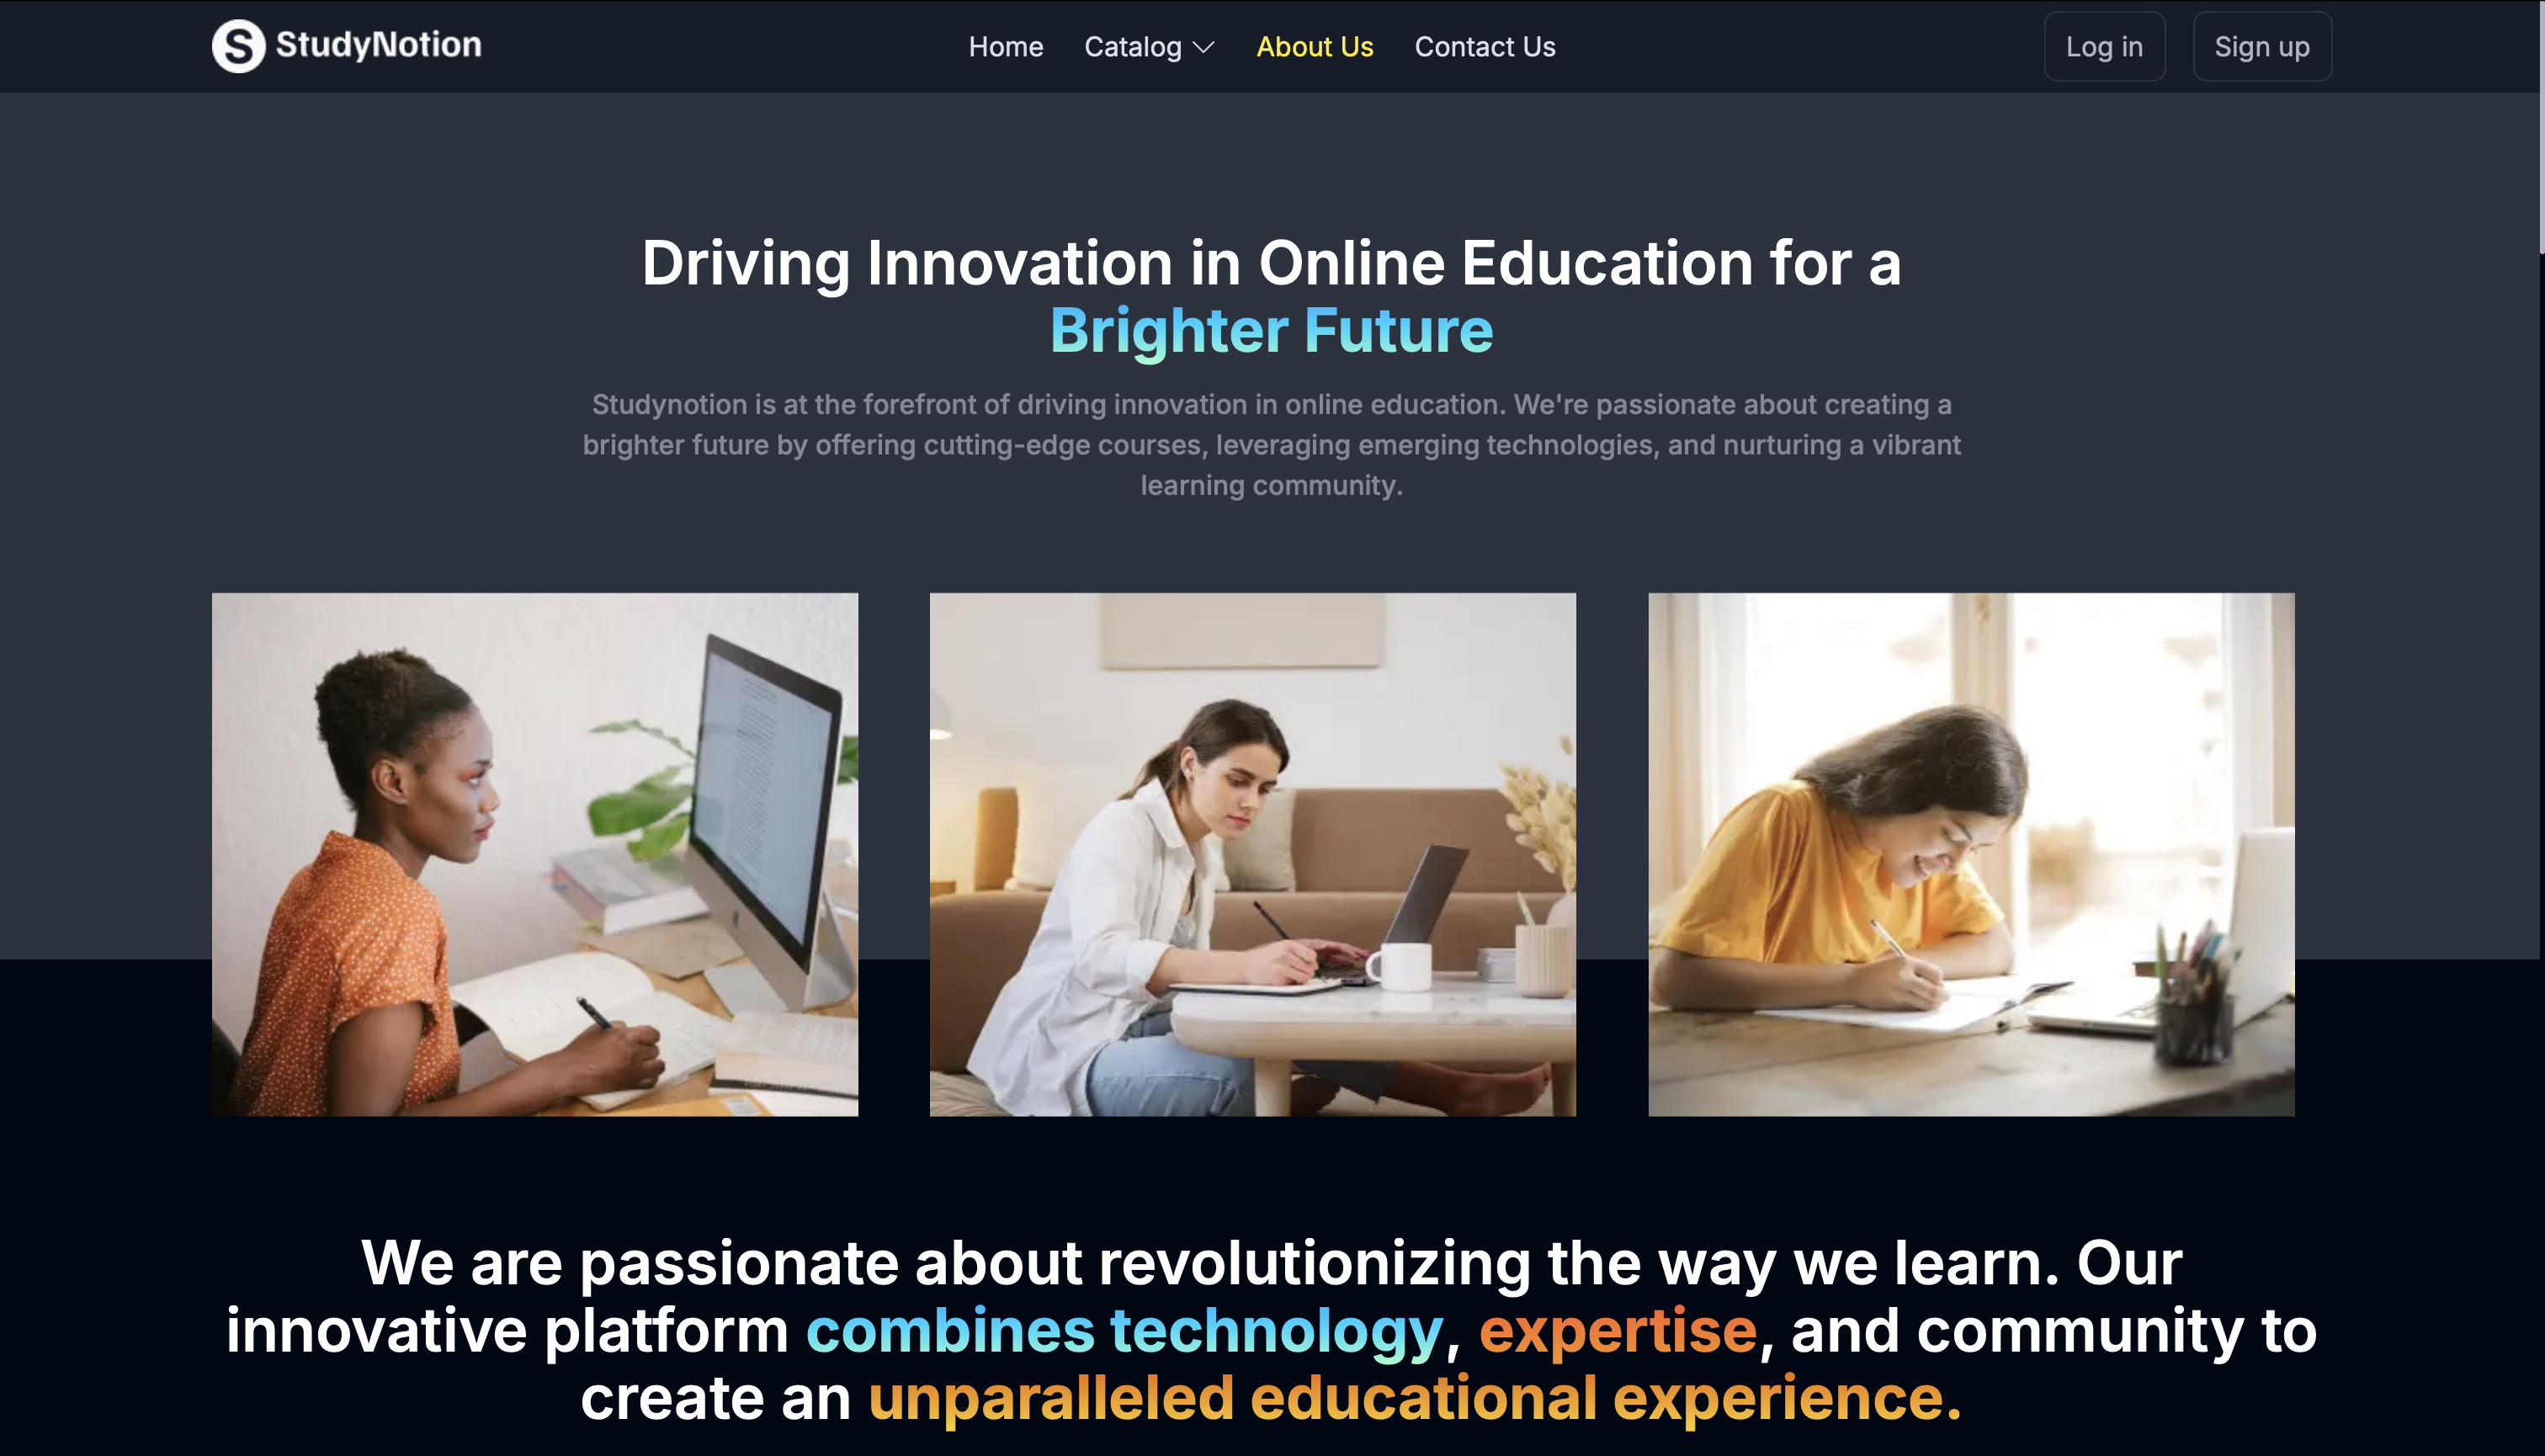 StudyNotion
Home
Catalog
About Us
Contact Us
Log in
Sign up
Driving Innovation in Online Education for a
Brighter Future
Studynotion is at the forefront of driving innovation in online education. We're passionate about creating a
brighter future by offering cutting-edge courses, leveraging emerging technologies, and nurturing a vibrant
learning community.
We are passionate about revolutionizing the way we learn. Our
innovative platform combines technology, expertise, and community to
create an unparalleled educational experience.